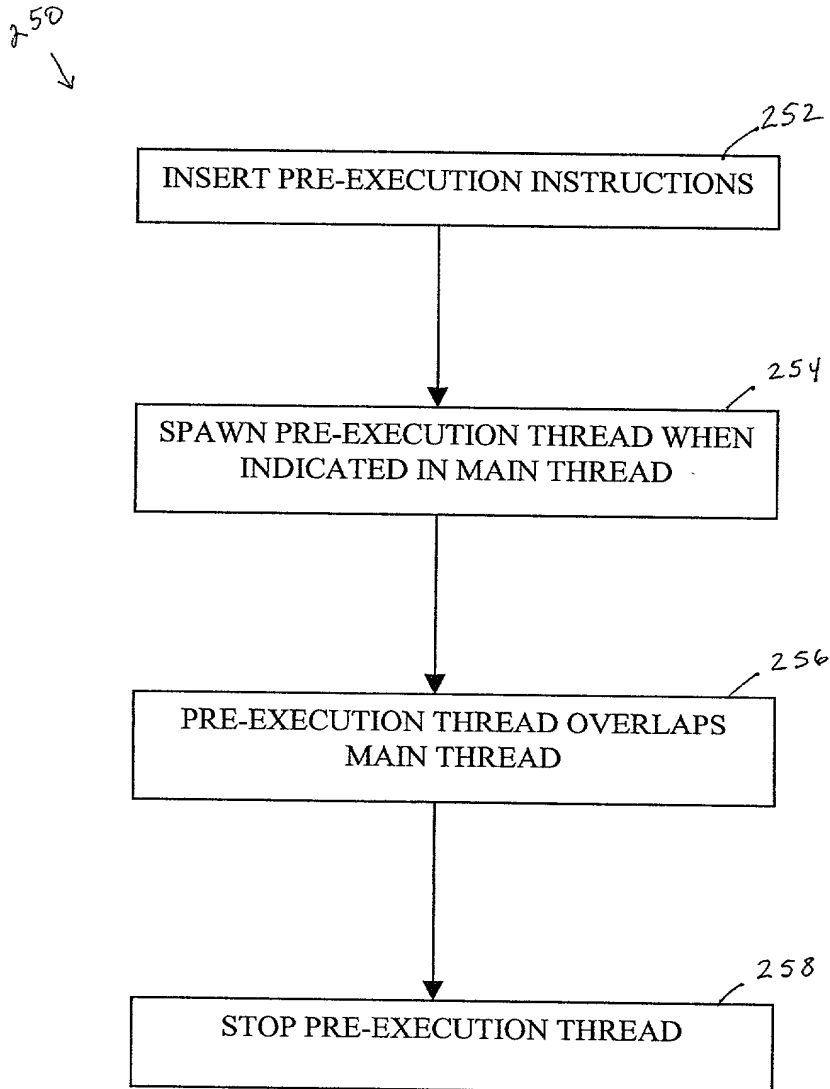 250
252
INSERT PRE-EXECUTION INSTRUCTIONS
254
SPAWN PRE-EXECUTION THREAD WHEN
INDICATED IN MAIN THREAD
256
PRE-EXECUTION THREAD OVERLAPS
MAIN THREAD
258
STOP PRE-EXECUTION THREAD